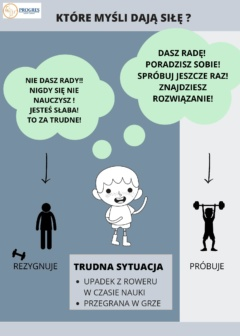 PROGRES
KTÓRE MYŚLI DAJĄ SIŁĘ ?
NIE DASZ RADY!!
NIGDY SIĘ NIE
NAUCZYSZ !
JESTEŚ SŁABA!
TO ZA TRUDNE!
DASZ RADĘ!
PORADZISZ SOBIE!
SPRÓBUJ JESZCZE RAZ!
ZNAJDZIESZ
ROZWIĄZANIE!
REZYGNUJE
TRUDNA SYTUACJA
• UPADEK Z ROWERU
W CZASIE NAUKI
• PRZEGRANA W GRZE
PRÓBUJE